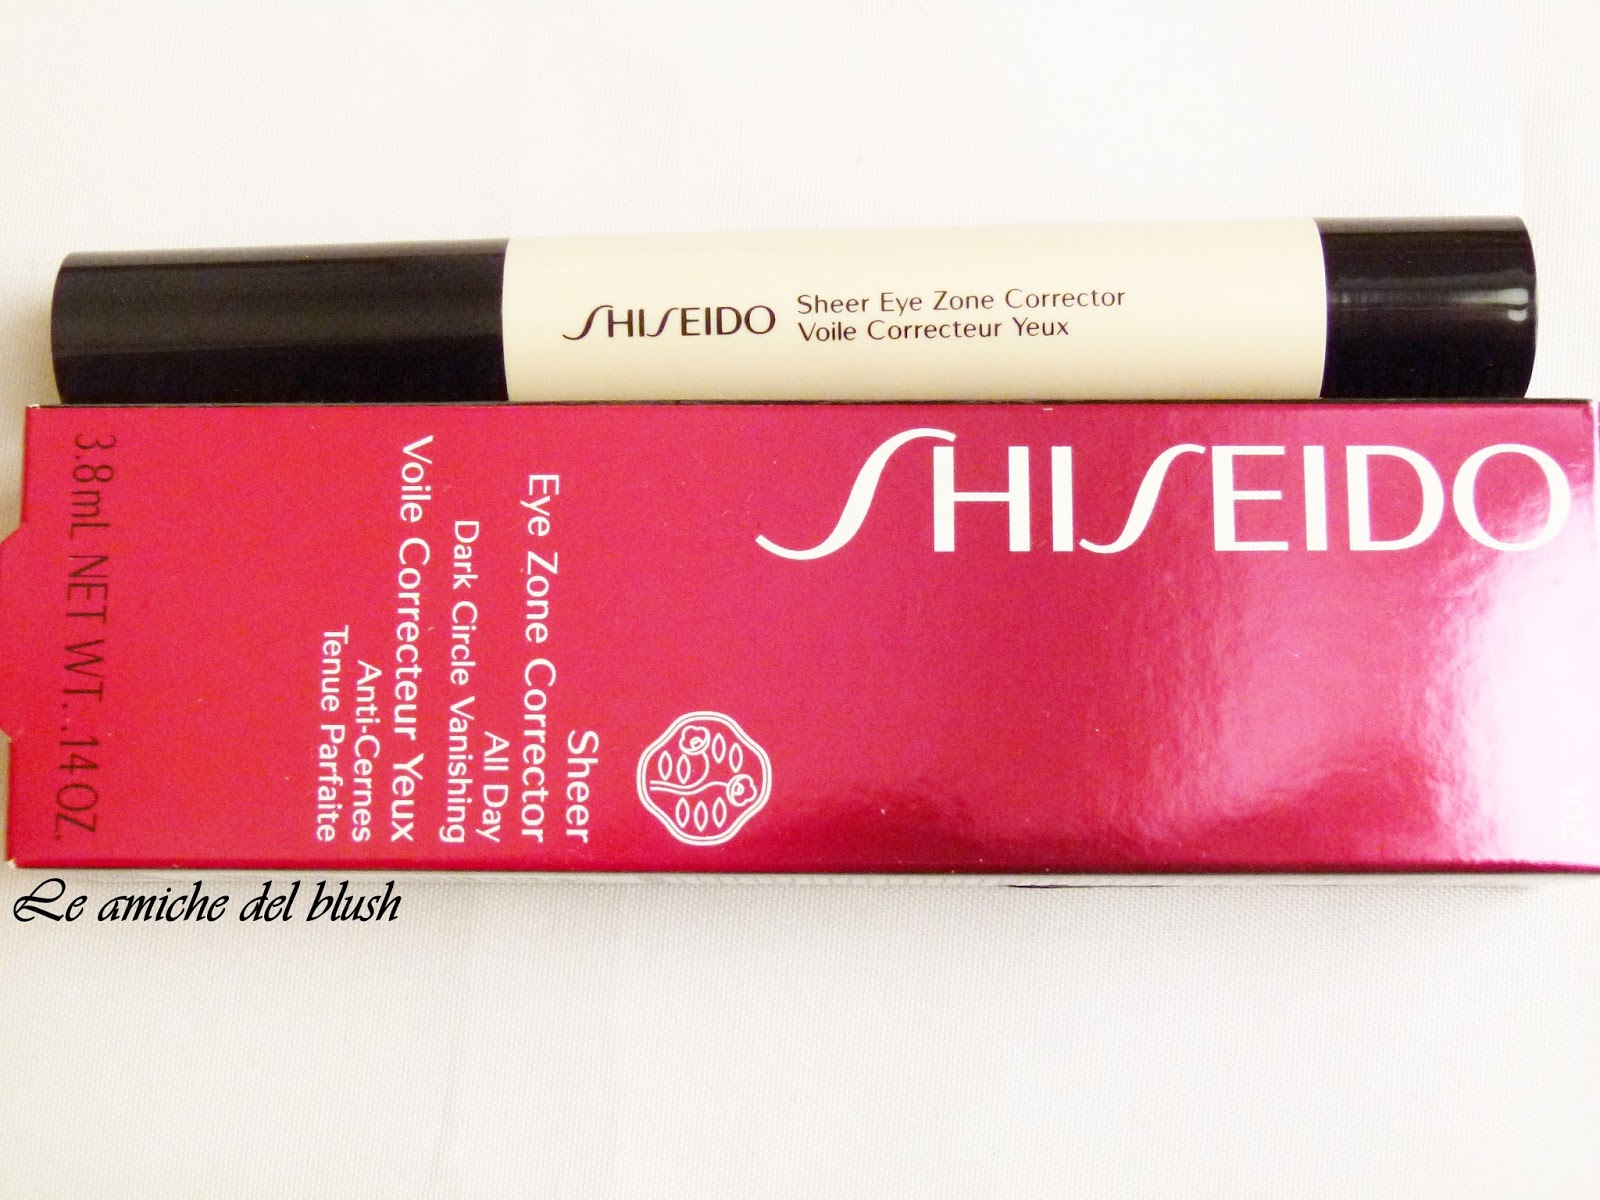 SHISEIDO
Sheer Eye Zone Corrector
Voile Correcteur Yeux
SHISEIDO
Sheer
Eye Zone Corrector
All Day
Dark Circle Vanishing
Voile Correcteur Yeux
Anti-Cernes
Tenue Parfaite
3.8mL NET WT. .14 OZ.
Le amiche del blush